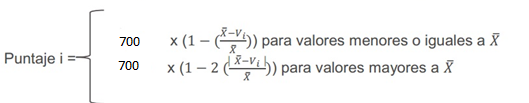 700 x (1 − (X̄−Vᵢ / X̄)) para valores menores o iguales a X̄
Puntaje i =
700 x (1 − 2 (|X̄−Vᵢ| / X̄)) para valores mayores a X̄